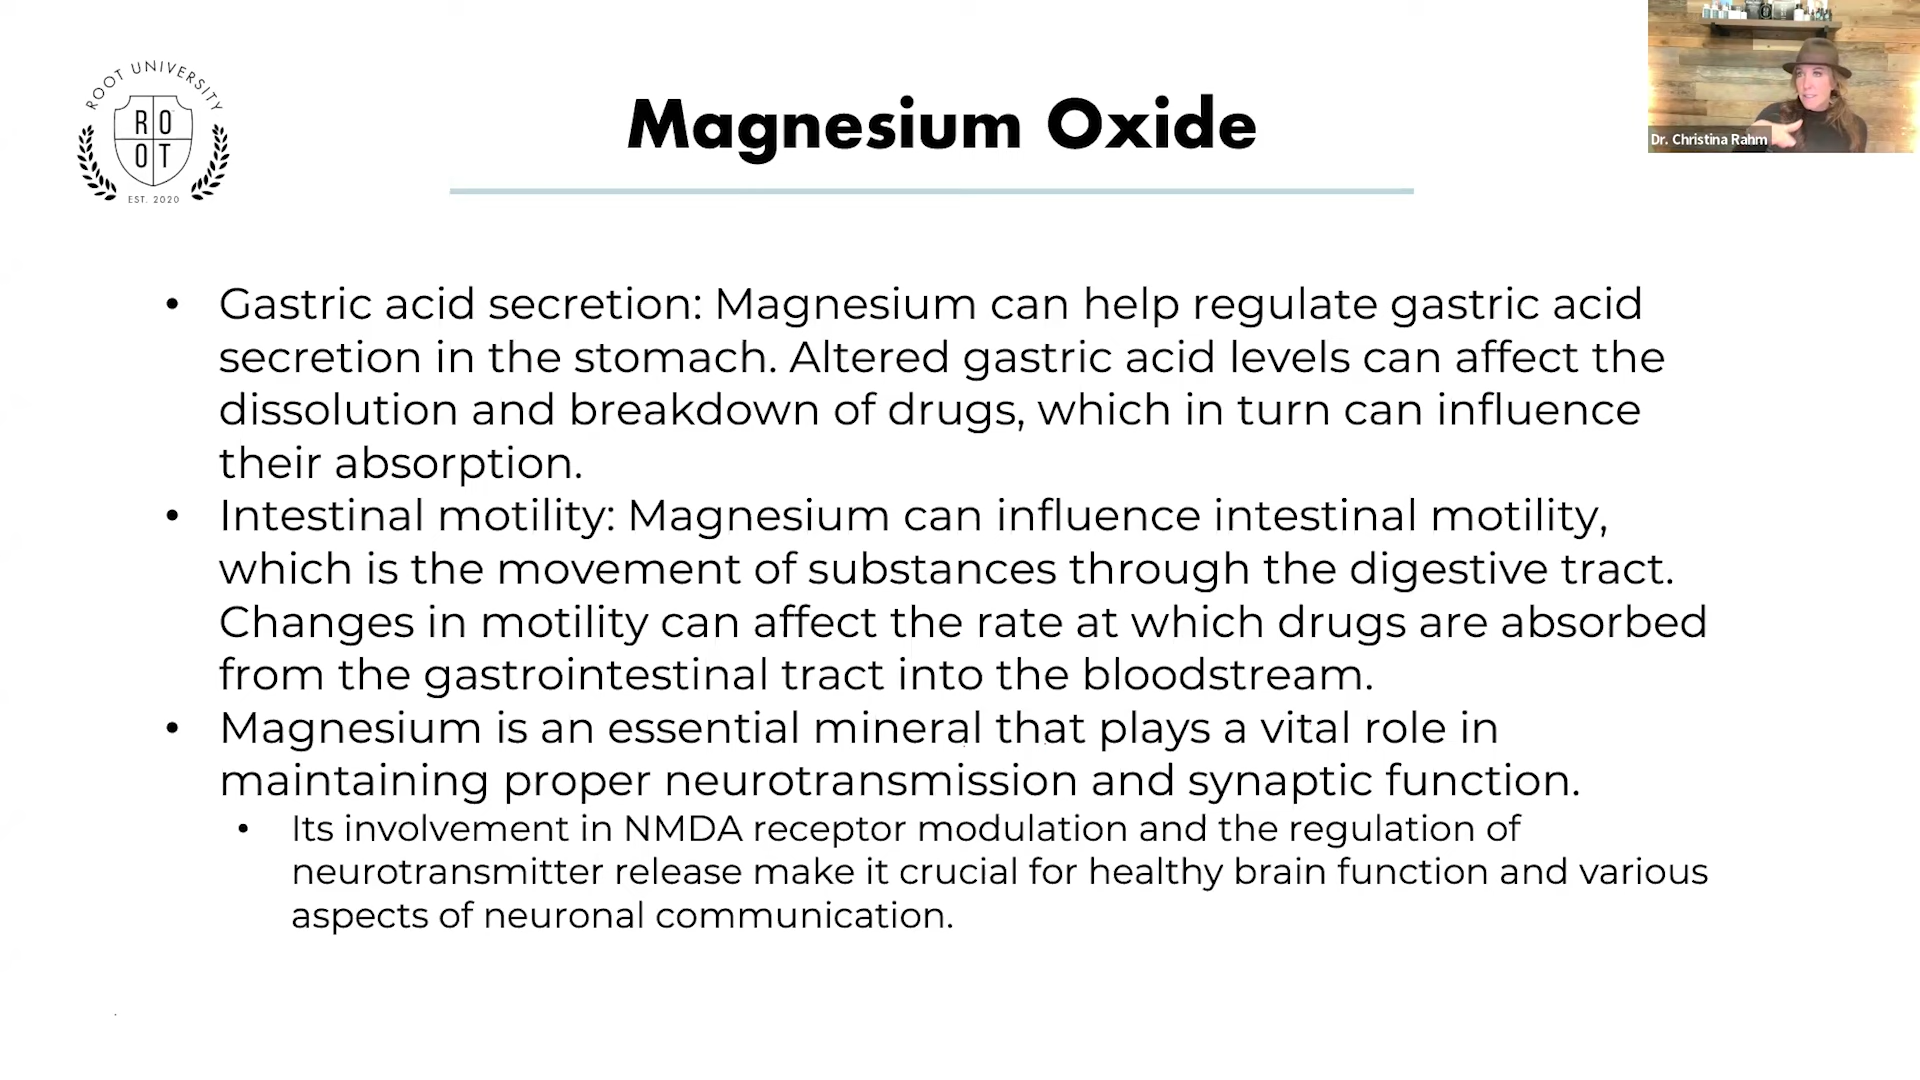 ROOT UNIVERSITY
RO
OT
EST. 2020
Magnesium Oxide
Dr. Christina Rahm
• Gastric acid secretion: Magnesium can help regulate gastric acid
secretion in the stomach. Altered gastric acid levels can affect the
dissolution and breakdown of drugs, which in turn can influence
their absorption.
• Intestinal motility: Magnesium can influence intestinal motility,
which is the movement of substances through the digestive tract.
Changes in motility can affect the rate at which drugs are absorbed
from the gastrointestinal tract into the bloodstream.
• Magnesium is an essential mineral that plays a vital role in
maintaining proper neurotransmission and synaptic function.
• Its involvement in NMDA receptor modulation and the regulation of
neurotransmitter release make it crucial for healthy brain function and various
aspects of neuronal communication.